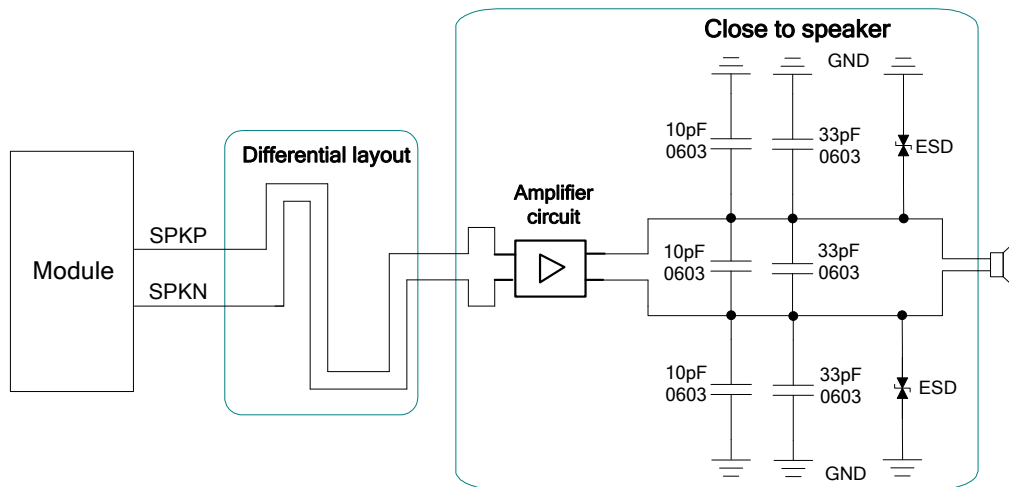 Close to speaker
GND
10pF
0603
33pF
0603
ESD
Differential layout
Amplifier
circuit
SPKP
Module
SPKN
10pF
0603
33pF
0603
10pF
0603
33pF
0603
ESD
GND